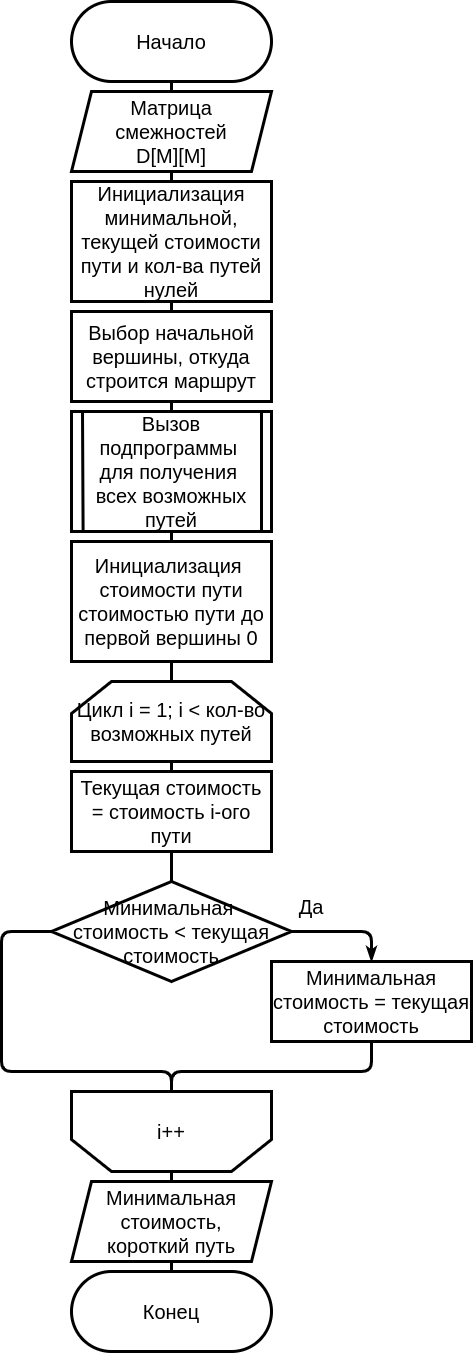 Начало
Матрица
смежностей
D[M][M]
Инициализация
минимальной,
текущей стоимости
пути и кол-ва путей
нулей
Выбор начальной
вершины, откуда
строится маршрут
Вызов
подпрограммы
для получения
всех возможных
путей
Инициализация
стоимости пути
стоимостью пути до
первой вершины 0
Цикл i = 1; i < кол-во
возможных путей
Текущая стоимость
= стоимость i-ого
пути
Минимальная
стоимость < текущая
стоимость
Да
Минимальная
стоимость = текущая
стоимость
i++
Минимальная
стоимость,
короткий путь
Конец